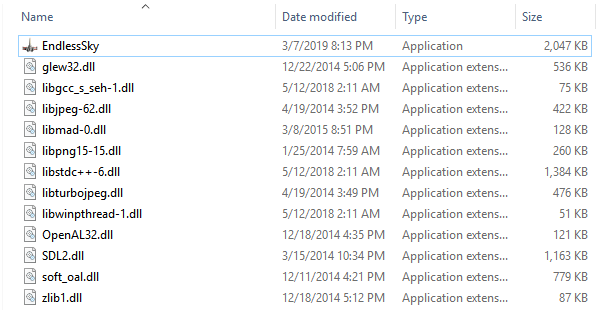 Name Date modified Type Size
EndlessSky 3/7/2019 8:13 PM Application 2,047 KB
glew32.dll 12/22/2014 5:06 PM Application extens... 536 KB
libgcc_s_seh-1.dll 5/12/2018 2:11 AM Application extens... 75 KB
libjpeg-62.dll 4/19/2014 3:52 PM Application extens... 422 KB
libmad-0.dll 3/8/2015 8:51 PM Application extens... 128 KB
libpng15-15.dll 1/25/2014 7:59 AM Application extens... 260 KB
libstdc++-6.dll 5/12/2018 2:11 AM Application extens... 1,384 KB
libturbojpeg.dll 4/19/2014 3:49 PM Application extens... 476 KB
libwinpthread-1.dll 5/12/2018 2:11 AM Application extens... 51 KB
OpenAL32.dll 12/18/2014 4:35 PM Application extens... 121 KB
SDL2.dll 3/15/2014 10:34 PM Application extens... 1,163 KB
soft_oal.dll 12/11/2014 4:21 PM Application extens... 779 KB
zlib1.dll 12/18/2014 5:12 PM Application extens... 87 KB